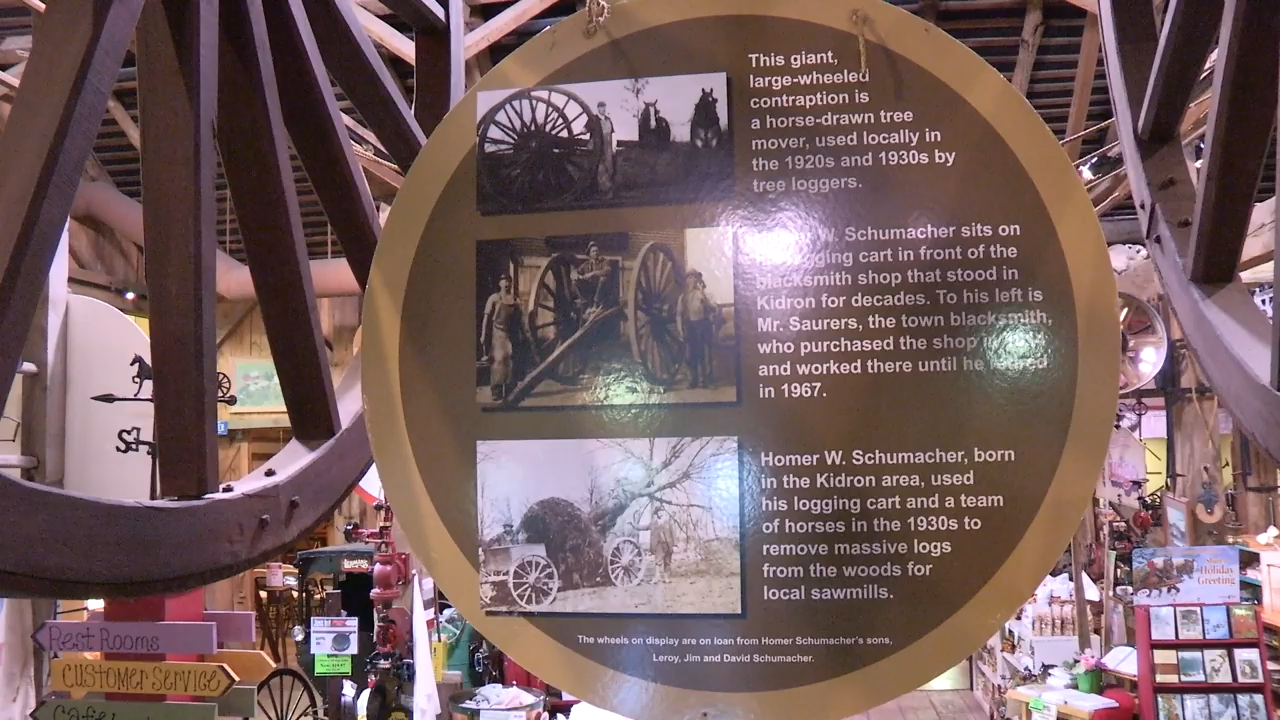 This giant,
large-wheeled
contraption is
a horse-drawn tree
mover, used locally in
the 1920s and 1930s by
tree loggers.
W. Schumacher sits on
cart in front of the
blacksmith shop that stood in
Kidron for decades. To his left is
Mr. Saurers, the town blacksmith,
who purchased the shop
and worked there until he
in 1967.
Homer W. Schumacher, born
in the Kidron area, used
his logging cart and a team
of horses in the 1930s to
remove massive logs
from the woods for
local sawmills.
The wheels on display are on loan from Homer Schumacher's sons,
Leroy, Jim and David Schumacher.
Rest Rooms
Customer Service
Café
Holiday
Greeting